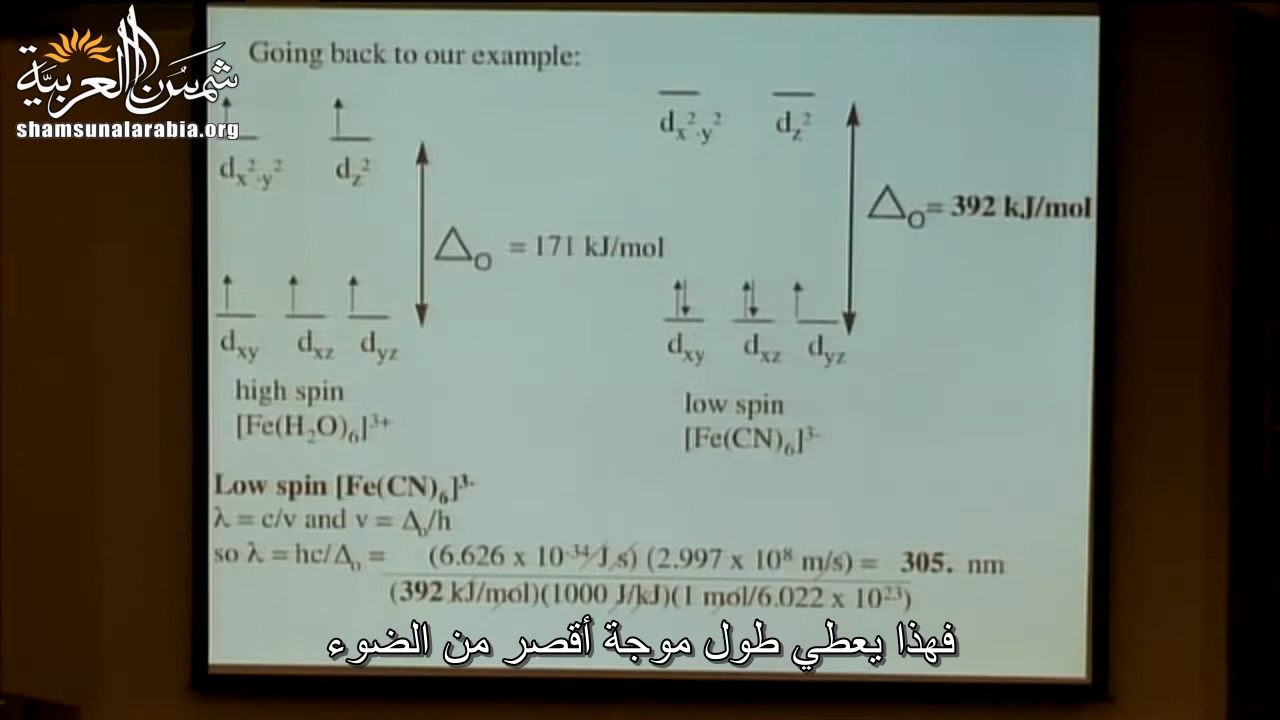 شمس العربية
shamsunalarabia.org
Going back to our example:
d_x²-y² d_z²
Δ_O = 171 kJ/mol
d_xy d_xz d_yz
high spin
[Fe(H₂O)₆]³⁺
d_x²-y² d_z²
Δ_O = 392 kJ/mol
d_xy d_xz d_yz
low spin
[Fe(CN)₆]³⁻
Low spin [Fe(CN)₆]³⁻
λ = c/ν and ν = Δ_o/h
so λ = hc/Δ_o = (6.626 x 10⁻³⁴ J s) (2.997 x 10⁸ m/s) = 305. nm
(392 kJ/mol)(1000 J/kJ)(1 mol/6.022 x 10²³)
فهذا يعطي طول موجة أقصر من الضوء